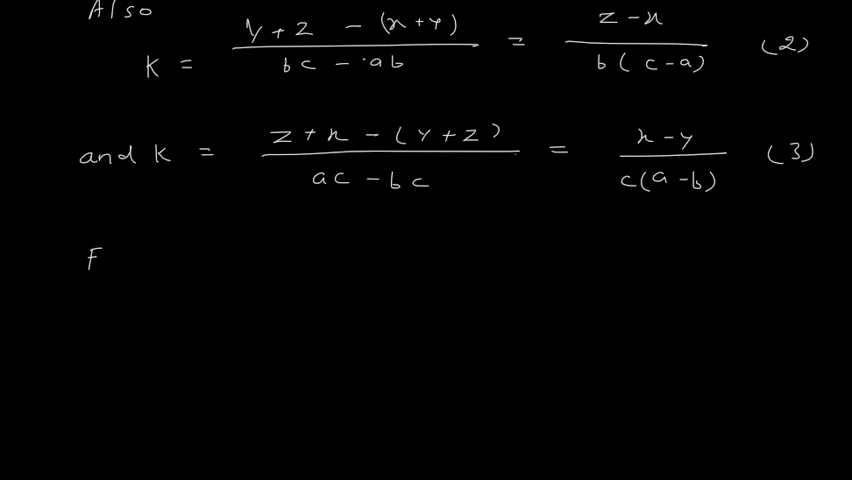 Also
K = y + z - (x + y) / bc - ab = z - x / b(c - a) (2)
and K = z + x - (y + z) / ac - bc = x - y / c(a - b) (3)
F